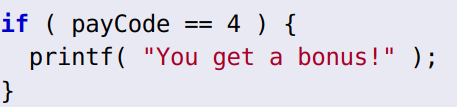 if ( payCode == 4 ) {
  printf( "You get a bonus!" );
}